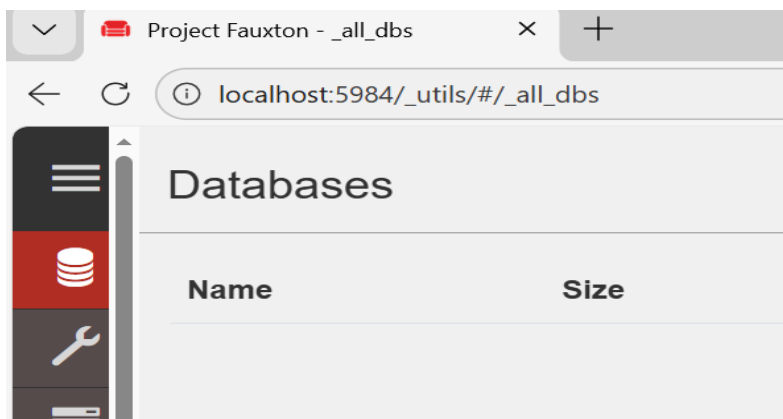 Project Fauxton - _all_dbs
localhost:5984/_utils/#/_all_dbs
Databases
Name Size